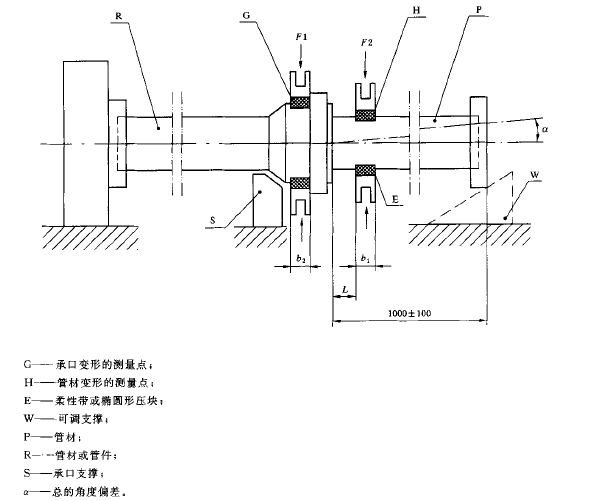 R
G
F1
F2
H
P
α
S
E
W
b₂
b₁
L
1000±100
G——承口变形的测量点；
H——管材变形的测量点；
E——柔性带或椭圆形压块；
W——可调支撑；
P——管材；
R——管材或管件；
S——承口支撑；
α——总的角度偏差。